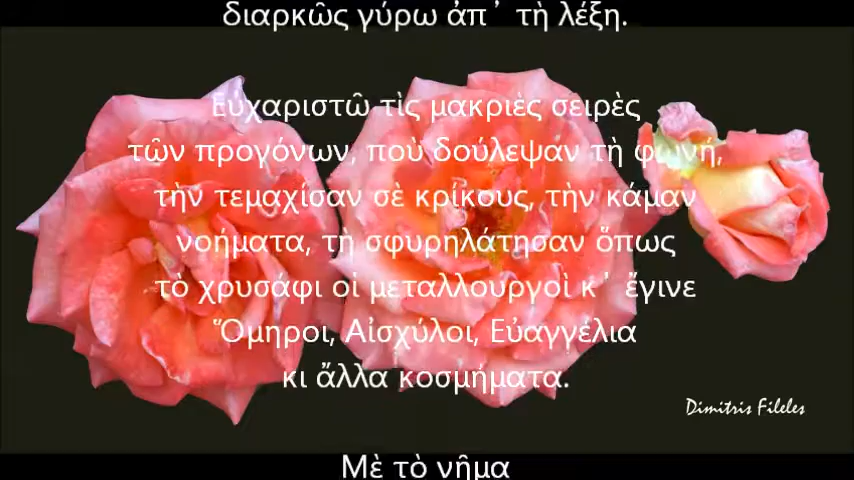 διαρκῶς γύρω ἀπ᾿ τὴ λέξη.
Εὐχαριστῶ τὶς μακριὲς σειρὲς
τῶν προγόνων, ποὺ δούλεψαν τὴ φωνή,
τὴν τεμαχίσαν σὲ κρίκους, τὴν κάμαν
νοήματα, τὴ σφυρηλάτησαν ὅπως
τὸ χρυσάφι οἱ μεταλλουργοὶ κ᾿ ἔγινε
Ὅμηροι, Αἰσχύλοι, Εὐαγγέλια
κι ἄλλα κοσμήματα.
Dimitris Fileles
Μὲ τὸ νῆμα